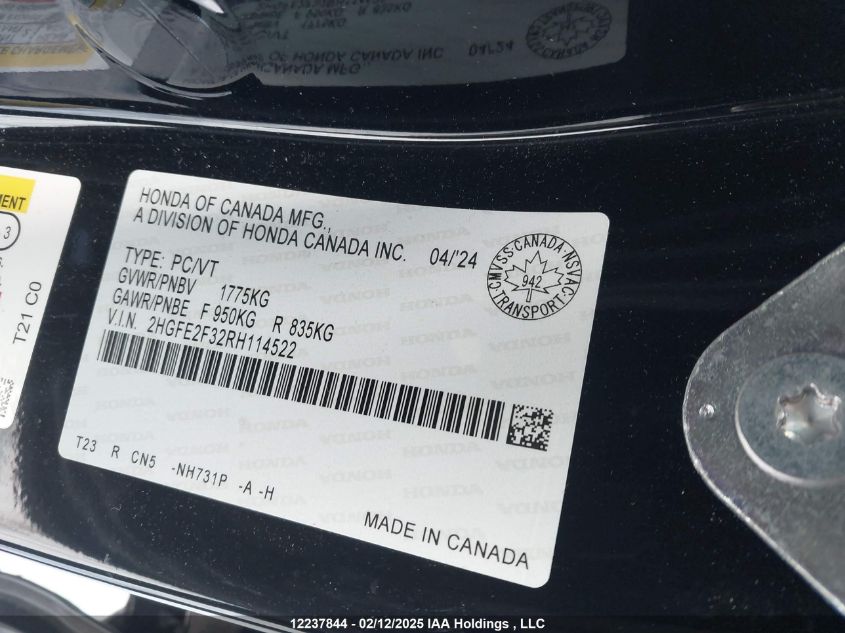 HONDA OF CANADA MFG.,
A DIVISION OF HONDA CANADA INC. 04/'24
TYPE: PC/VT
GVWR/PNBV 1775KG
GAWR/PNBE F 950KG R 835KG
V.I.N. 2HGFE2F32RH114522
CMVSS·CANADA·NSVAC·TRANSPORT
942
T23 R CN5 -NH731P -A -H
MADE IN CANADA
MENT
3
T21 C0
12237844 - 02/12/2025 IAA Holdings , LLC